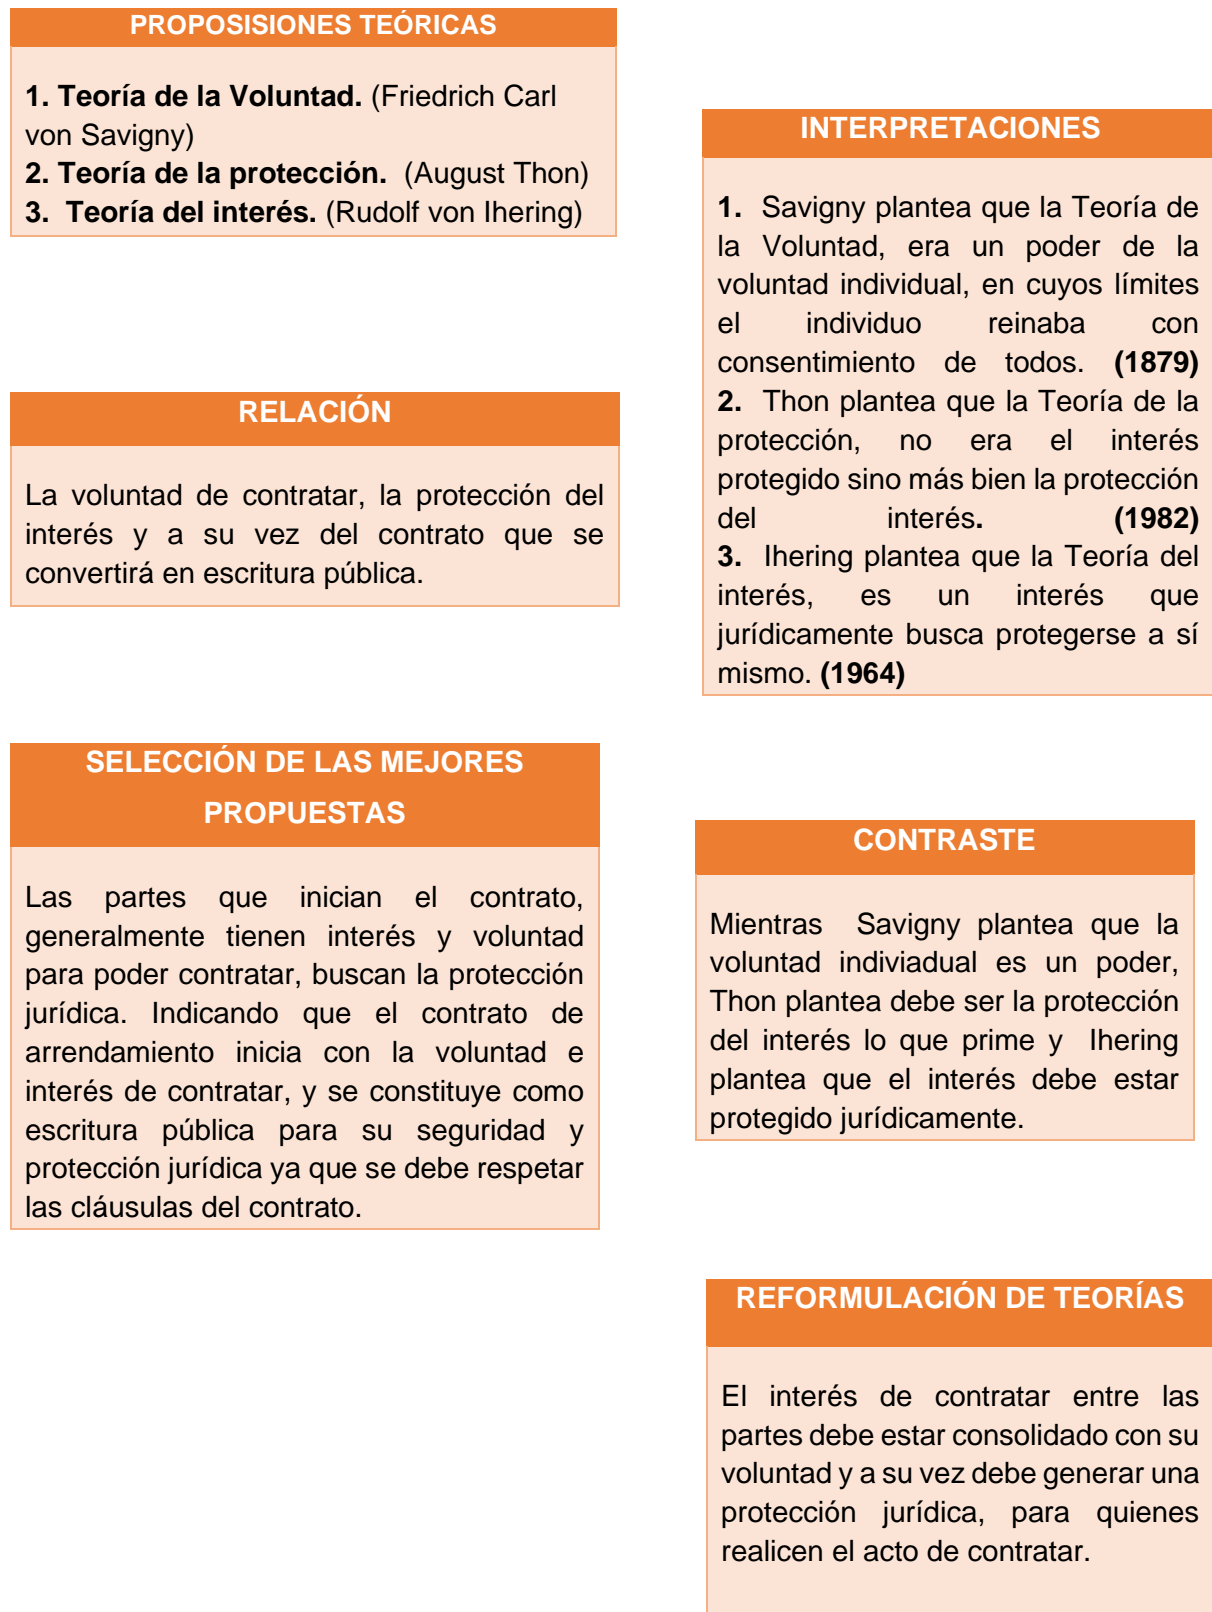 PROPOSISIONES TEÓRICAS
1. Teoría de la Voluntad. (Friedrich Carl
von Savigny)
2. Teoría de la protección. (August Thon)
3. Teoría del interés. (Rudolf von Ihering)
INTERPRETACIONES
1. Savigny plantea que la Teoría de
la Voluntad, era un poder de la
voluntad individual, en cuyos límites
el individuo reinaba con
consentimiento de todos. (1879)
2. Thon plantea que la Teoría de la
protección, no era el interés
protegido sino más bien la protección
del interés. (1982)
3. Ihering plantea que la Teoría del
interés, es un interés que
jurídicamente busca protegerse a sí
mismo. (1964)
RELACIÓN
La voluntad de contratar, la protección del
interés y a su vez del contrato que se
convertirá en escritura pública.
SELECCIÓN DE LAS MEJORES
PROPUESTAS
Las partes que inician el contrato,
generalmente tienen interés y voluntad
para poder contratar, buscan la protección
jurídica. Indicando que el contrato de
arrendamiento inicia con la voluntad e
interés de contratar, y se constituye como
escritura pública para su seguridad y
protección jurídica ya que se debe respetar
las cláusulas del contrato.
CONTRASTE
Mientras Savigny plantea que la
voluntad indiviadual es un poder,
Thon plantea debe ser la protección
del interés lo que prime y Ihering
plantea que el interés debe estar
protegido jurídicamente.
REFORMULACIÓN DE TEORÍAS
El interés de contratar entre las
partes debe estar consolidado con su
voluntad y a su vez debe generar una
protección jurídica, para quienes
realicen el acto de contratar.